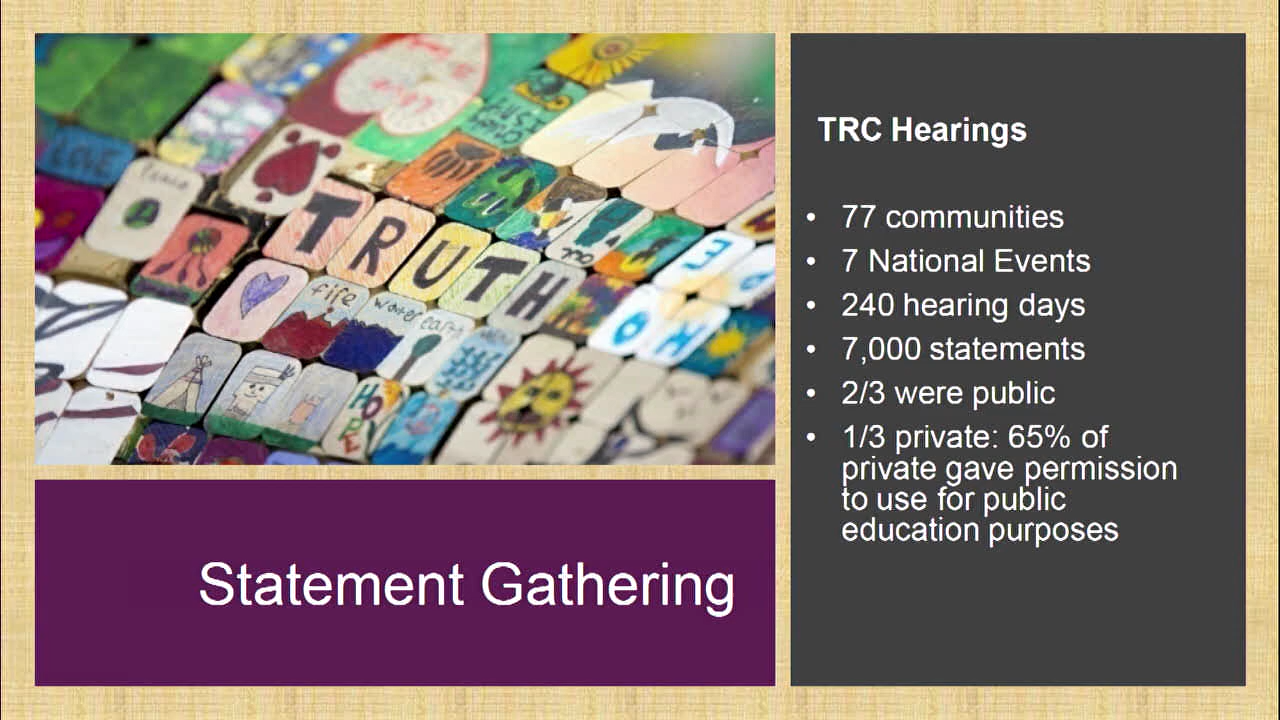 LOVE
Peace
TRUTH
fire
water
earth
HOPE
Statement Gathering
TRC Hearings
• 77 communities
• 7 National Events
• 240 hearing days
• 7,000 statements
• 2/3 were public
• 1/3 private: 65% of
private gave permission
to use for public
education purposes